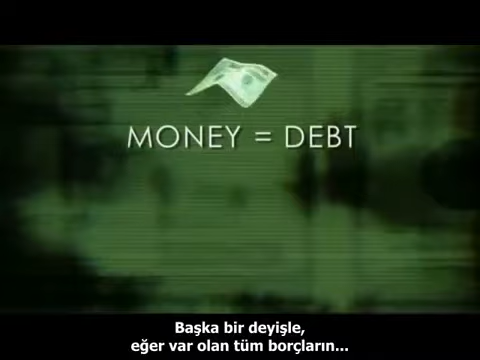 MONEY = DEBT
Başka bir deyişle,
eğer var olan tüm borçların...